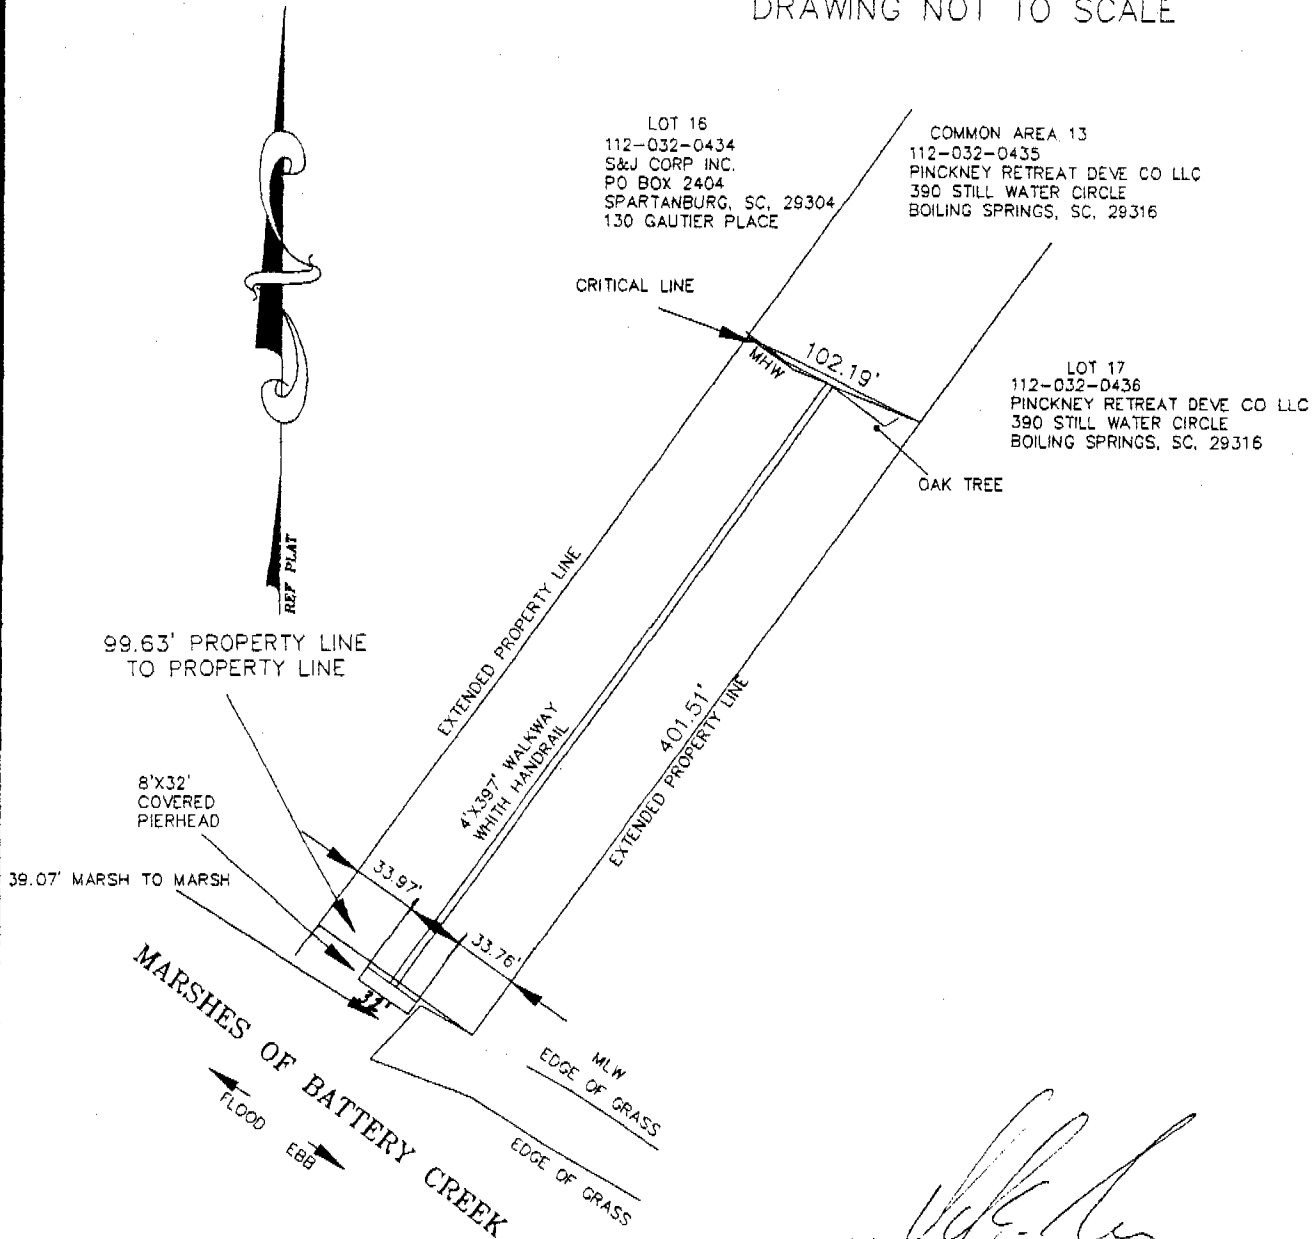 DRAWING NOT TO SCALE
LOT 16
112-032-0434
S&J CORP INC.
PO BOX 2404
SPARTANBURG, SC, 29304
130 GAUTIER PLACE
COMMON AREA 13
112-032-0435
PINCKNEY RETREAT DEVE CO LLC
390 STILL WATER CIRCLE
BOILING SPRINGS, SC, 29316
CRITICAL LINE
MHW
102.19'
LOT 17
112-032-0436
PINCKNEY RETREAT DEVE CO LLC
390 STILL WATER CIRCLE
BOILING SPRINGS, SC, 29316
OAK TREE
REF PLAT
99.63' PROPERTY LINE
TO PROPERTY LINE
EXTENDED PROPERTY LINE
4'X397' WALKWAY
WHITH HANDRAIL
401.51'
EXTENDED PROPERTY LINE
8'X32'
COVERED
PIERHEAD
39.07' MARSH TO MARSH
33.97'
33.76'
32'
MARSHES OF BATTERY CREEK
FLOOD
EBB
MLW
EDGE OF GRASS
EDGE OF GRASS